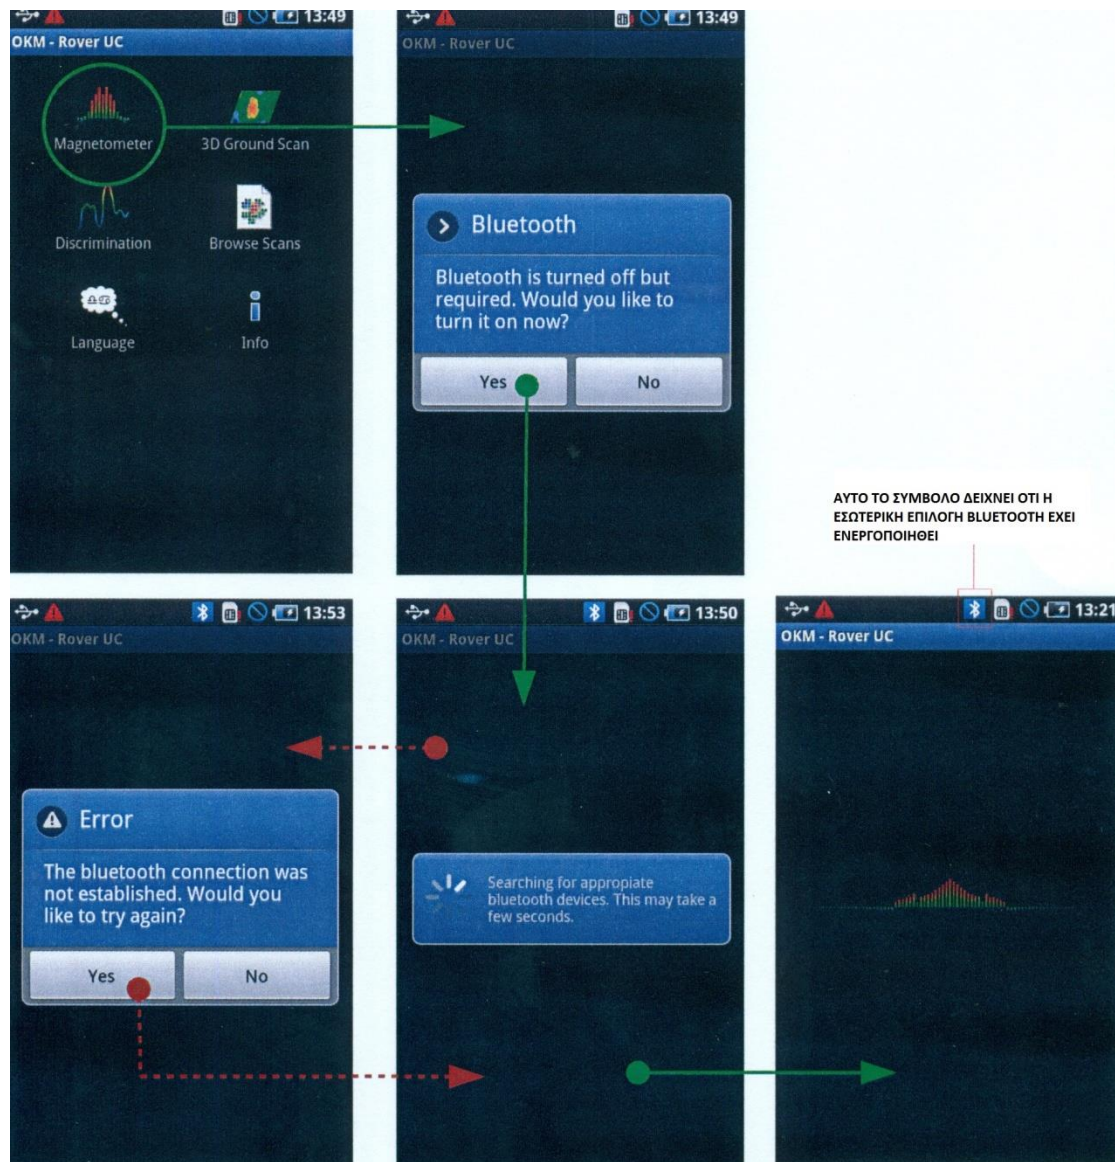 13:49
OKM - Rover UC
Magnetometer
3D Ground Scan
Discrimination
Browse Scans
Language
Info
13:49
OKM - Rover UC
Bluetooth
Bluetooth is turned off but
required. Would you like to
turn it on now?
Yes
No
ΑΥΤΟ ΤΟ ΣΥΜΒΟΛΟ ΔΕΙΧΝΕΙ ΟΤΙ Η
ΕΣΩΤΕΡΙΚΗ ΕΠΙΛΟΓΗ BLUETOOTH ΕΧΕΙ
ΕΝΕΡΓΟΠΟΙΗΘΕΙ
13:53
OKM - Rover UC
Error
The bluetooth connection was
not established. Would you
like to try again?
Yes
No
13:50
OKM - Rover UC
Searching for appropiate
bluetooth devices. This may take a
few seconds.
13:21
OKM - Rover UC